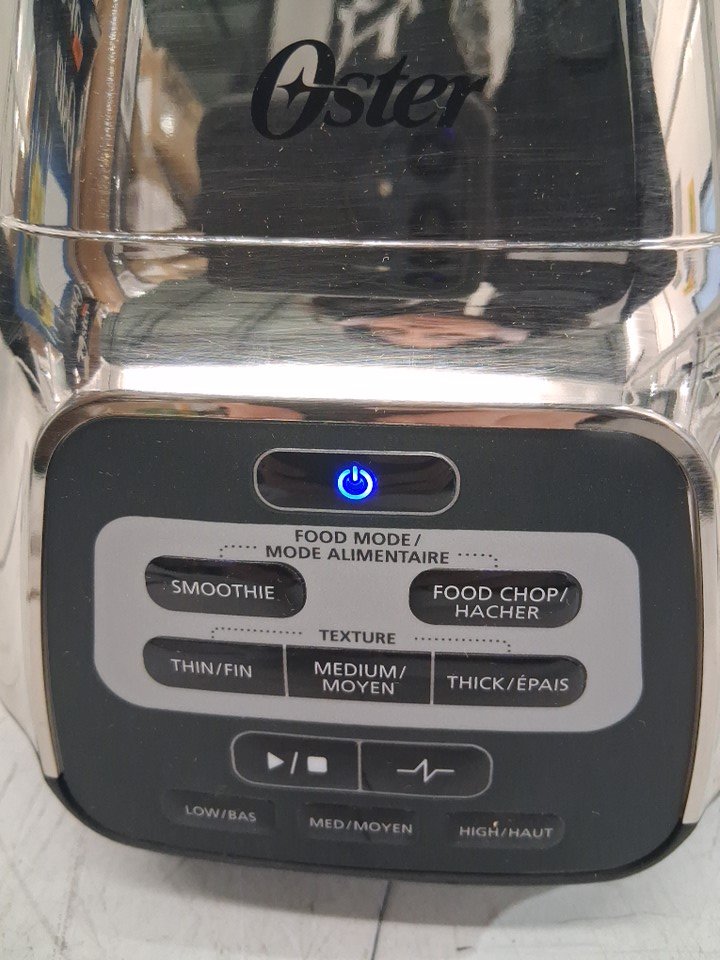 Oster
FOOD MODE/
MODE ALIMENTAIRE
SMOOTHIE
FOOD CHOP/
HACHER
TEXTURE
THIN/FIN
MEDIUM/
MOYEN
THICK/ÉPAIS
LOW/BAS
MED/MOYEN
HIGH/HAUT